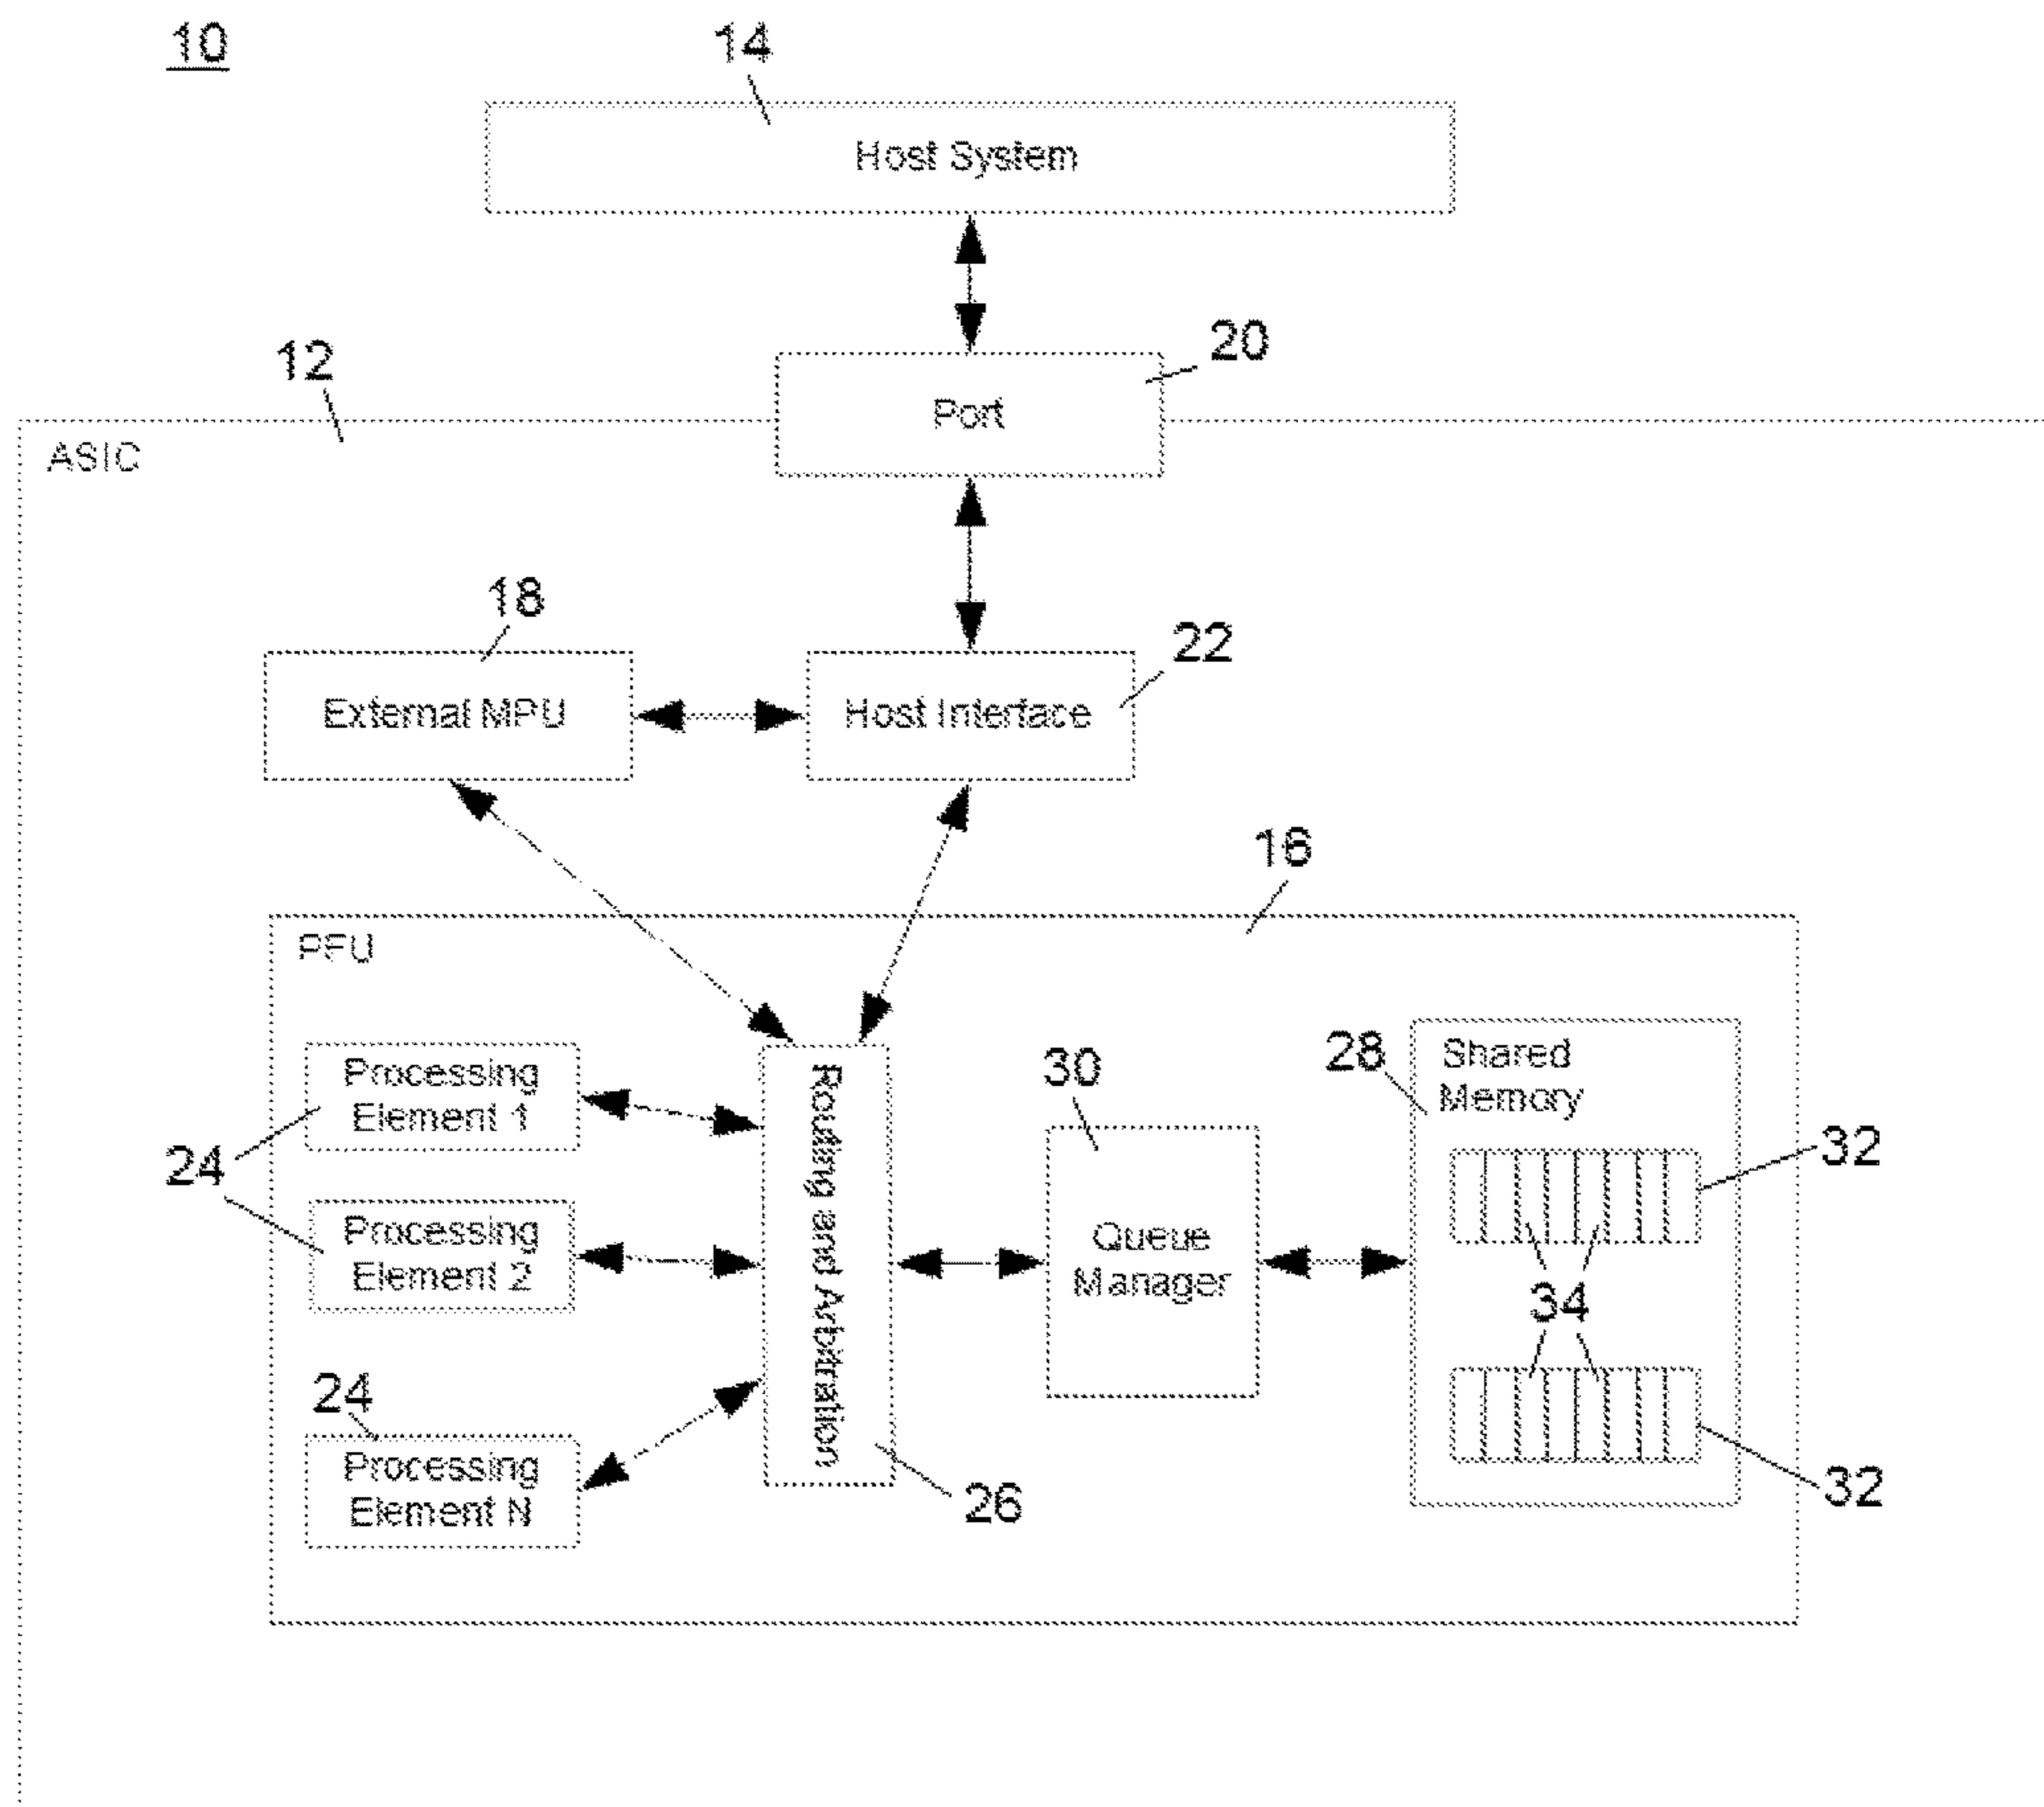 10
14
Host System
20
Port
12
ASIC
18
External MPU
22
Host Interface
16
PFU
Processing
Element 1
24
Processing
Element 2
24
Processing
Element N
Routing and Arbitration
26
30
Queue
Manager
28
Shared
Memory
32
34
32